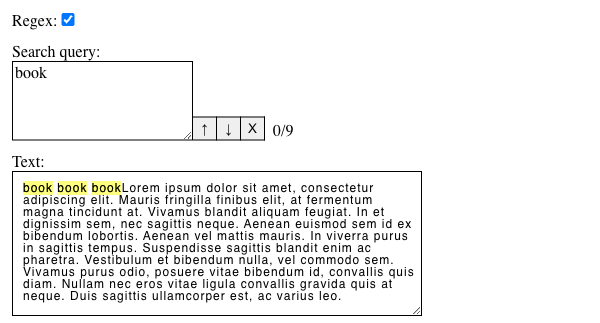 Regex:
Search query:
book
↑ ↓ X 0/9
Text:
book book bookLorem ipsum dolor sit amet, consectetur
adipiscing elit. Mauris fringilla finibus elit, at fermentum
magna tincidunt at. Vivamus blandit aliquam feugiat. In et
dignissim sem, nec sagittis neque. Aenean euismod sem id ex
bibendum lobortis. Aenean vel mattis mauris. In viverra purus
in sagittis tempus. Suspendisse sagittis blandit enim ac
pharetra. Vestibulum et bibendum nulla, vel commodo sem.
Vivamus purus odio, posuere vitae bibendum id, convallis quis
diam. Nullam nec eros vitae ligula convallis gravida quis at
neque. Duis sagittis ullamcorper est, ac varius leo.